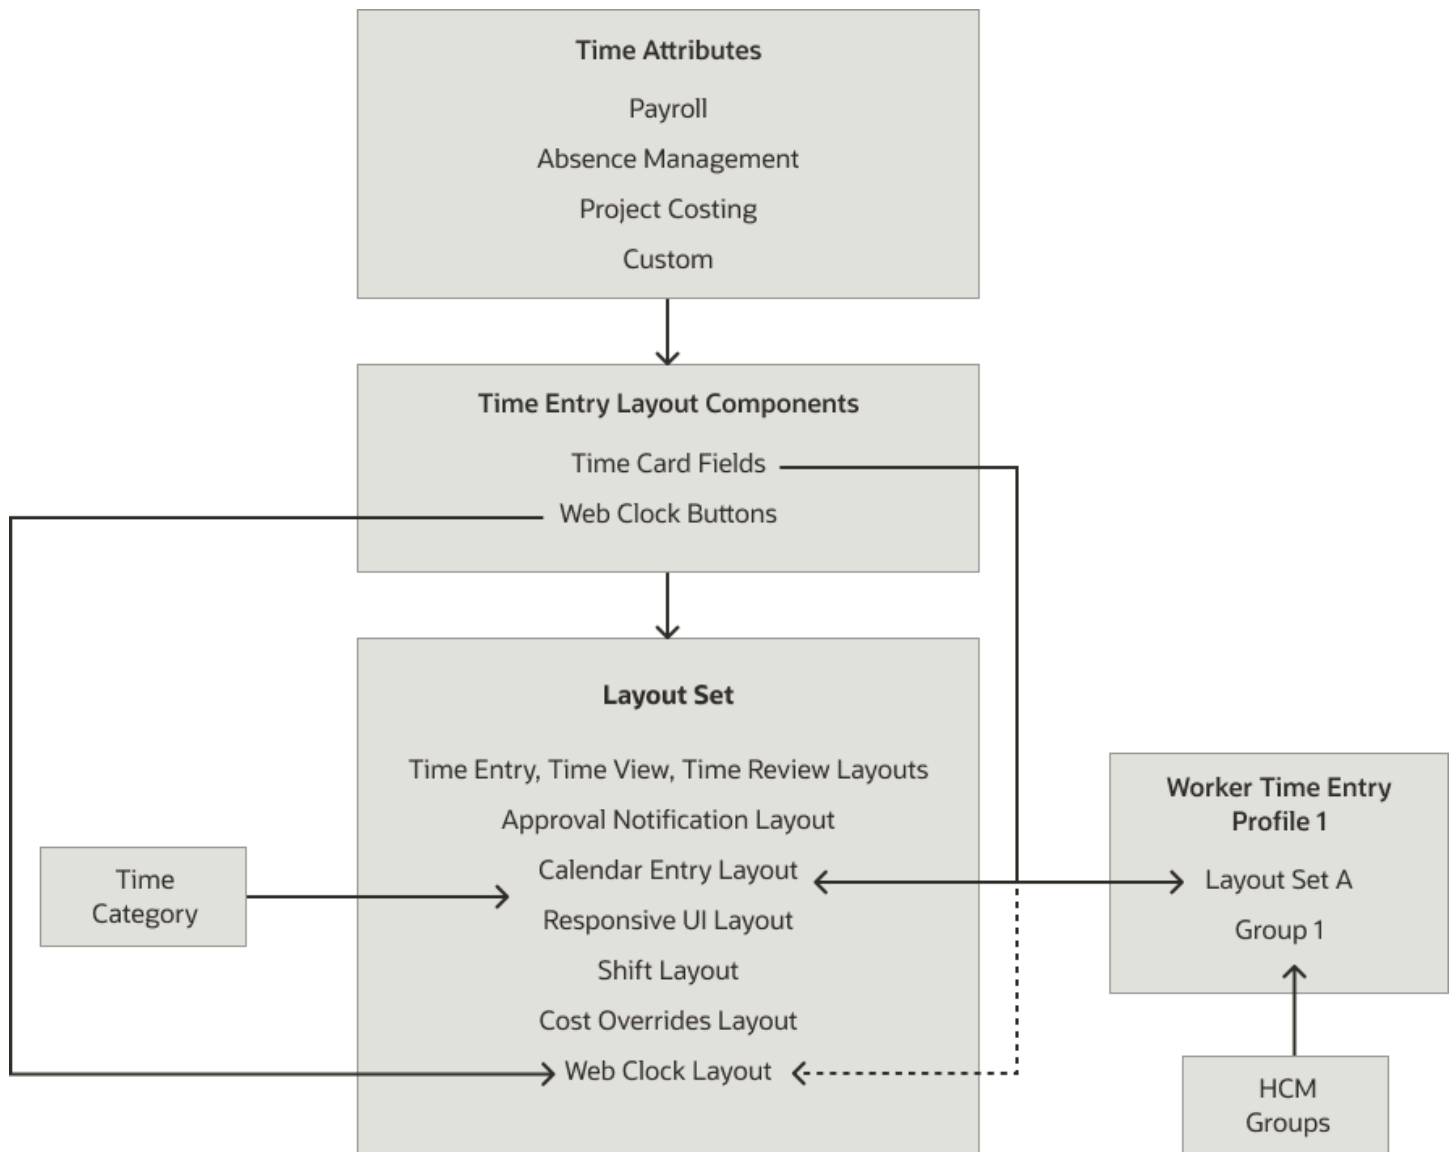 Time Attributes
Payroll
Absence Management
Project Costing
Custom
Time Entry Layout Components
Time Card Fields
Web Clock Buttons
Layout Set
Time Entry, Time View, Time Review Layouts
Approval Notification Layout
Calendar Entry Layout
Responsive UI Layout
Shift Layout
Cost Overrides Layout
Web Clock Layout
Time
Category
Worker Time Entry
Profile 1
Layout Set A
Group 1
HCM
Groups